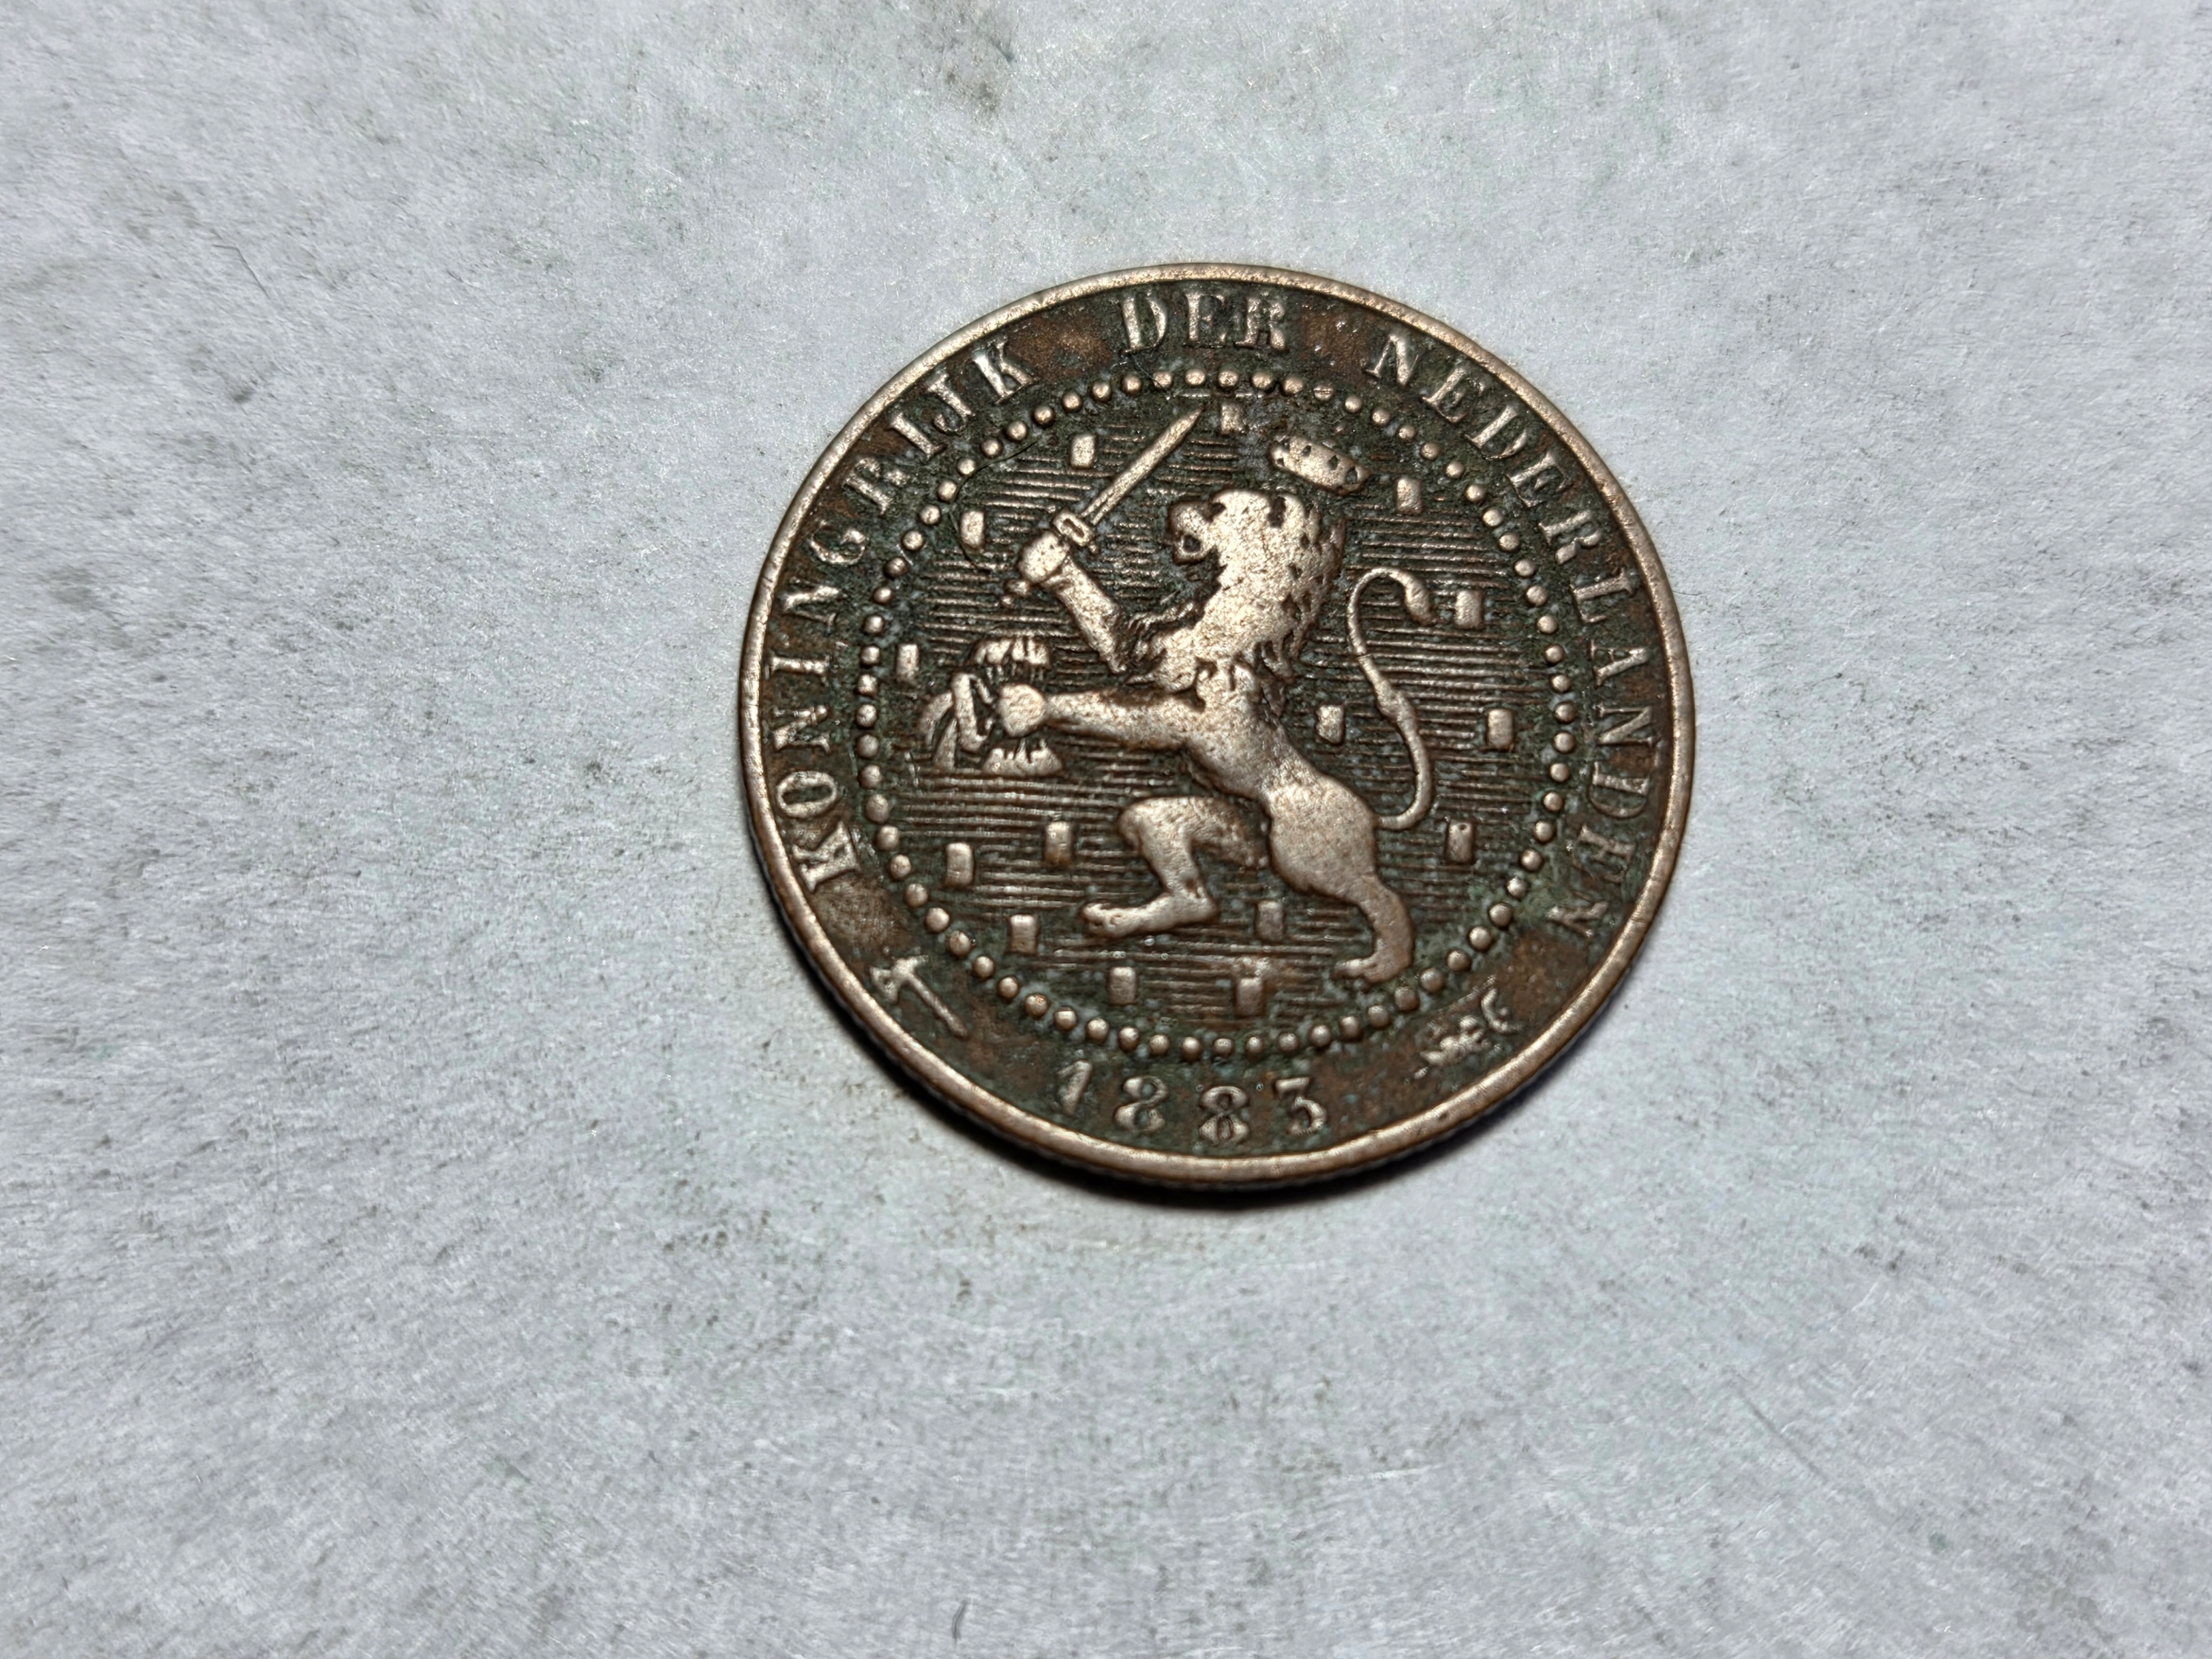 KONINGRIJK DER NEDERLANDEN
1883